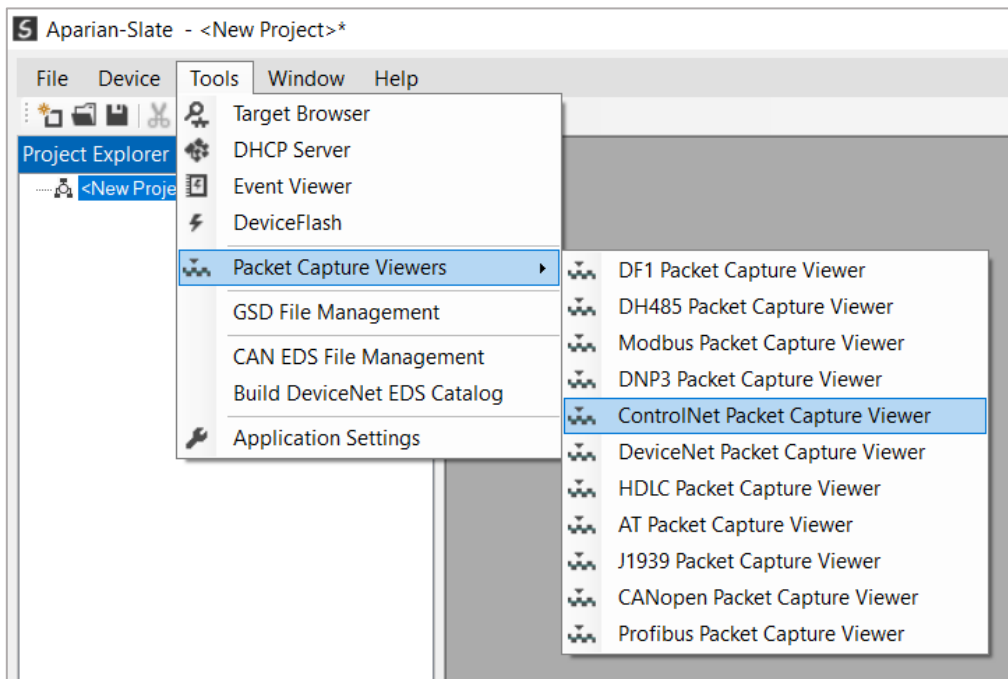 S Aparian-Slate - <New Project>*
File Device Tools Window Help
Target Browser
Project Explorer DHCP Server
<New Proje Event Viewer
DeviceFlash
Packet Capture Viewers
GSD File Management
CAN EDS File Management
Build DeviceNet EDS Catalog
Application Settings
DF1 Packet Capture Viewer
DH485 Packet Capture Viewer
Modbus Packet Capture Viewer
DNP3 Packet Capture Viewer
ControlNet Packet Capture Viewer
DeviceNet Packet Capture Viewer
HDLC Packet Capture Viewer
AT Packet Capture Viewer
J1939 Packet Capture Viewer
CANopen Packet Capture Viewer
Profibus Packet Capture Viewer